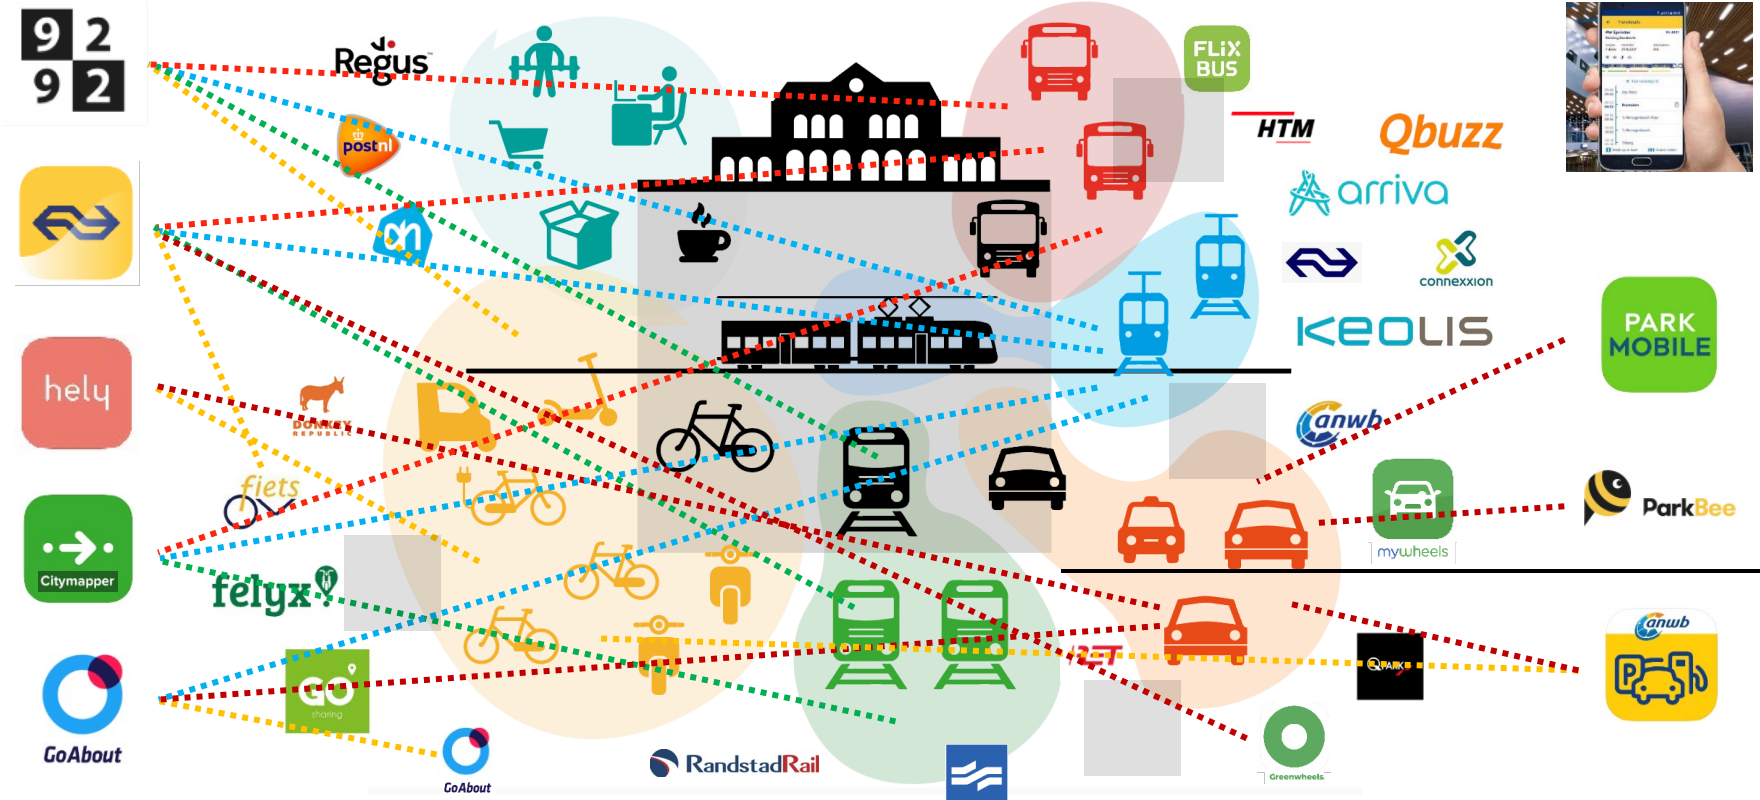 9 2
9 2
Regus
FLiX
BUS
HTM
Qbuzz
postnl
arriva
ah
connexxion
KEOLIS
PARK
MOBILE
hely
DONKEY
REPUBLIC
anwb
fiets
ParkBee
mywheels
Citymapper
felyx
anwb
RET
Q PARK
P
GO
sharing
GoAbout
GoAbout
RandstadRail
Greenwheels